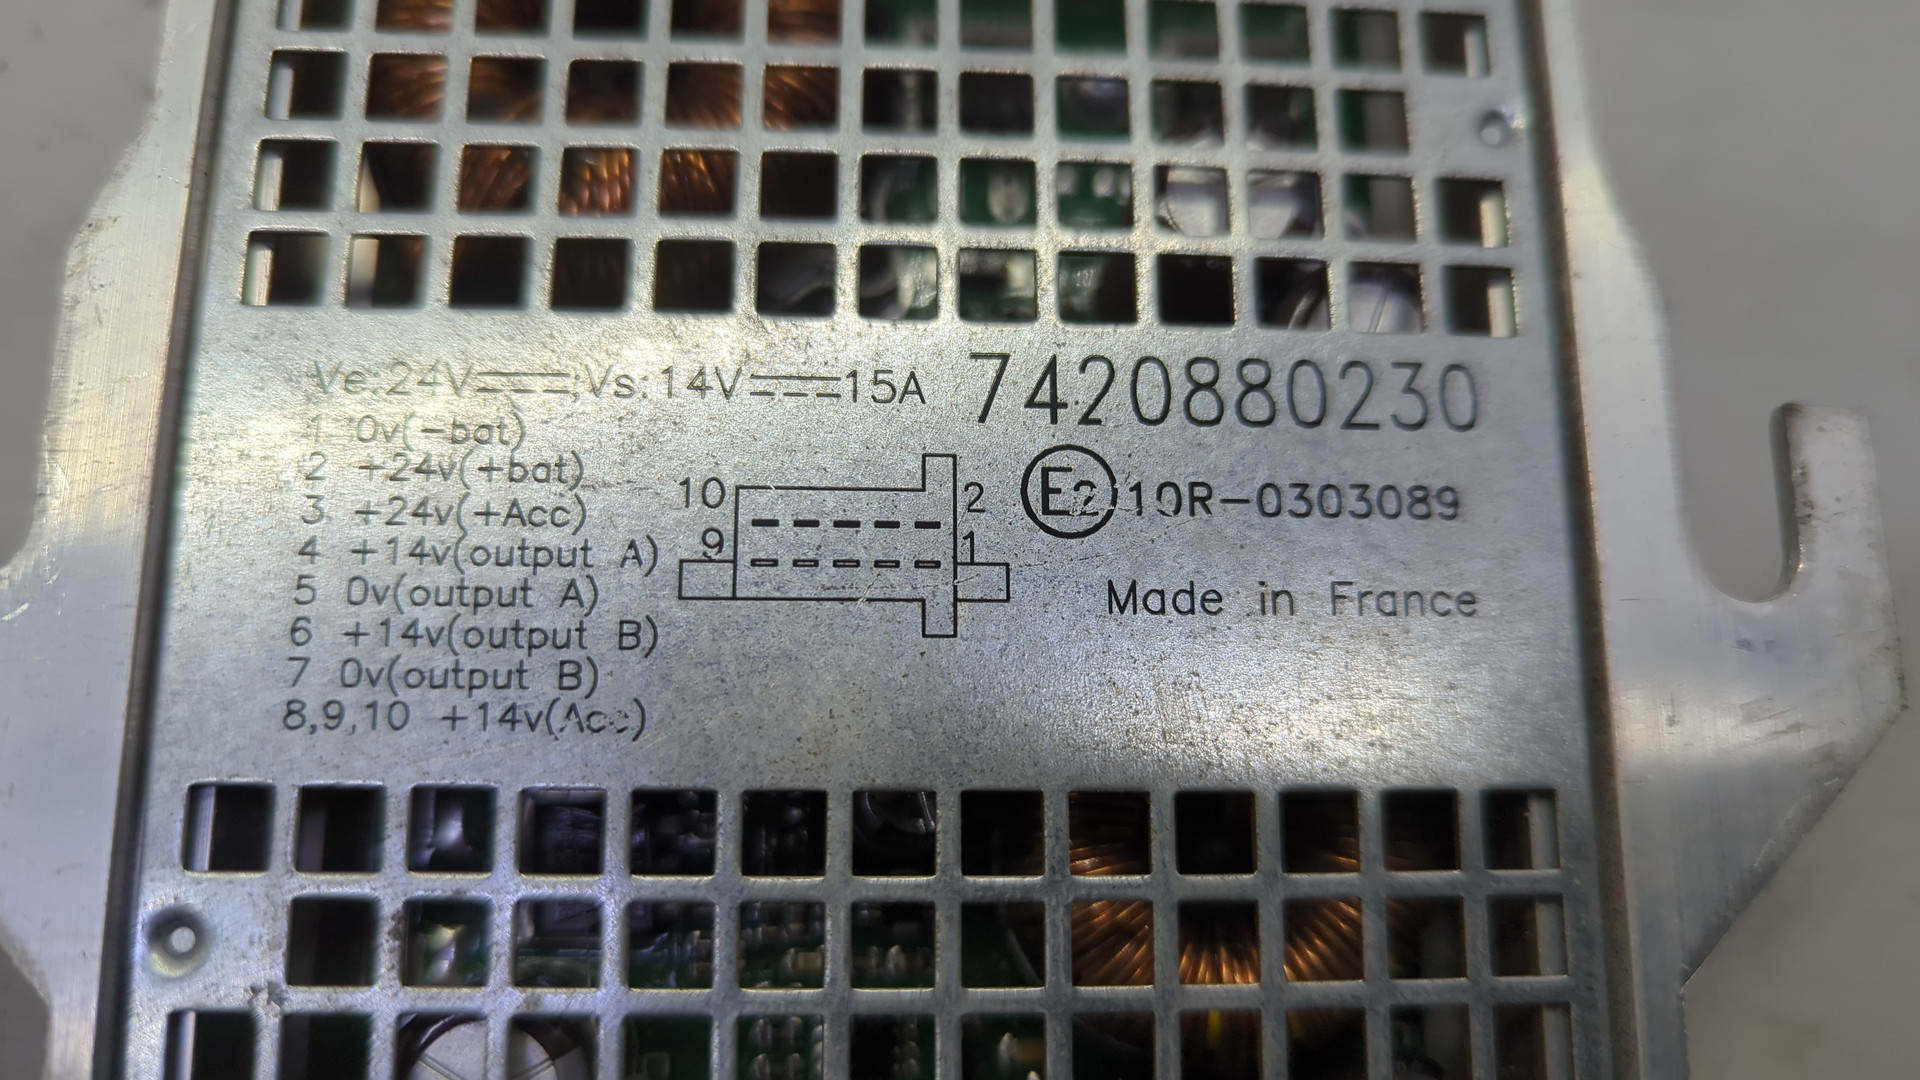 Ve:24V⎓;Vs:14V⎓15A
7420880230
1 0v(-bat)
2 +24v(+bat)
3 +24v(+Acc)
4 +14v(output A)
5 0v(output A)
6 +14v(output B)
7 0v(output B)
8,9,10 +14v(Acc)
10 2
9 1
E2 10R-0303089
Made in France